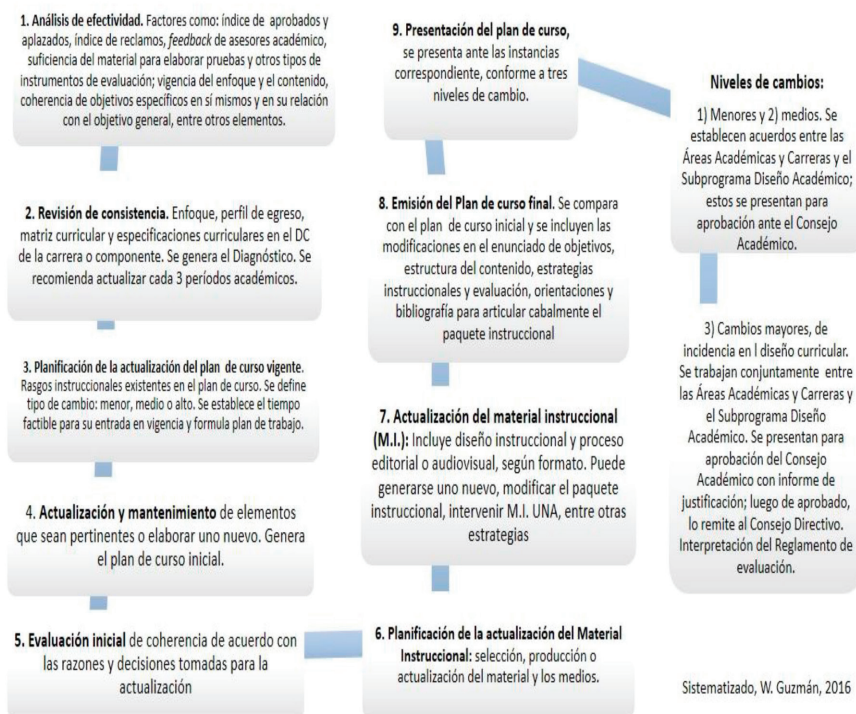 1. Análisis de efectividad. Factores como: índice de aprobados y
aplazados, índice de reclamos, feedback de asesores académico,
suficiencia del material para elaborar pruebas y otros tipos de
instrumentos de evaluación; vigencia del enfoque y el contenido,
coherencia de objetivos específicos en sí mismos y en su relación
con el objetivo general, entre otros elementos.
2. Revisión de consistencia. Enfoque, perfil de egreso,
matriz curricular y especificaciones curriculares en el DC
de la carrera o componente. Se genera el Diagnóstico. Se
recomienda actualizar cada 3 períodos académicos.
3. Planificación de la actualización del plan de curso vigente.
Rasgos instruccionales existentes en el plan de curso. Se define
tipo de cambio: menor, medio o alto. Se establece el tiempo
factible para su entrada en vigencia y formula plan de trabajo.
4. Actualización y mantenimiento de elementos
que sean pertinentes o elaborar uno nuevo. Genera
el plan de curso inicial.
5. Evaluación inicial de coherencia de acuerdo con
las razones y decisiones tomadas para la
actualización
6. Planificación de la actualización del Material
Instruccional: selección, producción o
actualización del material y los medios.
7. Actualización del material instruccional
(M.I.): Incluye diseño instruccional y proceso
editorial o audiovisual, según formato. Puede
generarse uno nuevo, modificar el paquete
instruccional, intervenir M.I. UNA, entre otras
estrategias
8. Emisión del Plan de curso final. Se compara
con el plan de curso inicial y se incluyen las
modificaciones en el enunciado de objetivos,
estructura del contenido, estrategias
instruccionales y evaluación, orientaciones y
bibliografía para articular cabalmente el
paquete instruccional
9. Presentación del plan de curso,
se presenta ante las instancias
correspondiente, conforme a tres
niveles de cambio.
Niveles de cambios:
1) Menores y 2) medios. Se
establecen acuerdos entre las
Áreas Académicas y Carreras y el
Subprograma Diseño Académico;
estos se presentan para
aprobación ante el Consejo
Académico.
3) Cambios mayores, de
incidencia en l diseño curricular.
Se trabajan conjuntamente entre
las Áreas Académicas y Carreras y
el Subprograma Diseño
Académico. Se presentan para
aprobación del Consejo
Académico con informe de
justificación; luego de aprobado,
lo remite al Consejo Directivo.
Interpretación del Reglamento de
evaluación.
Sistematizado, W. Guzmán, 2016